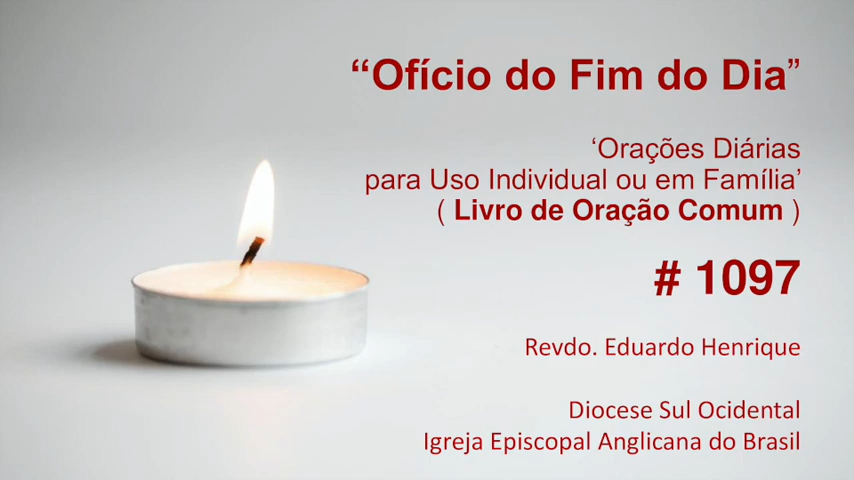 “Ofício do Fim do Dia”
‘Orações Diárias
para Uso Individual ou em Família’
( Livro de Oração Comum )
# 1097
Revdo. Eduardo Henrique
Diocese Sul Ocidental
Igreja Episcopal Anglicana do Brasil